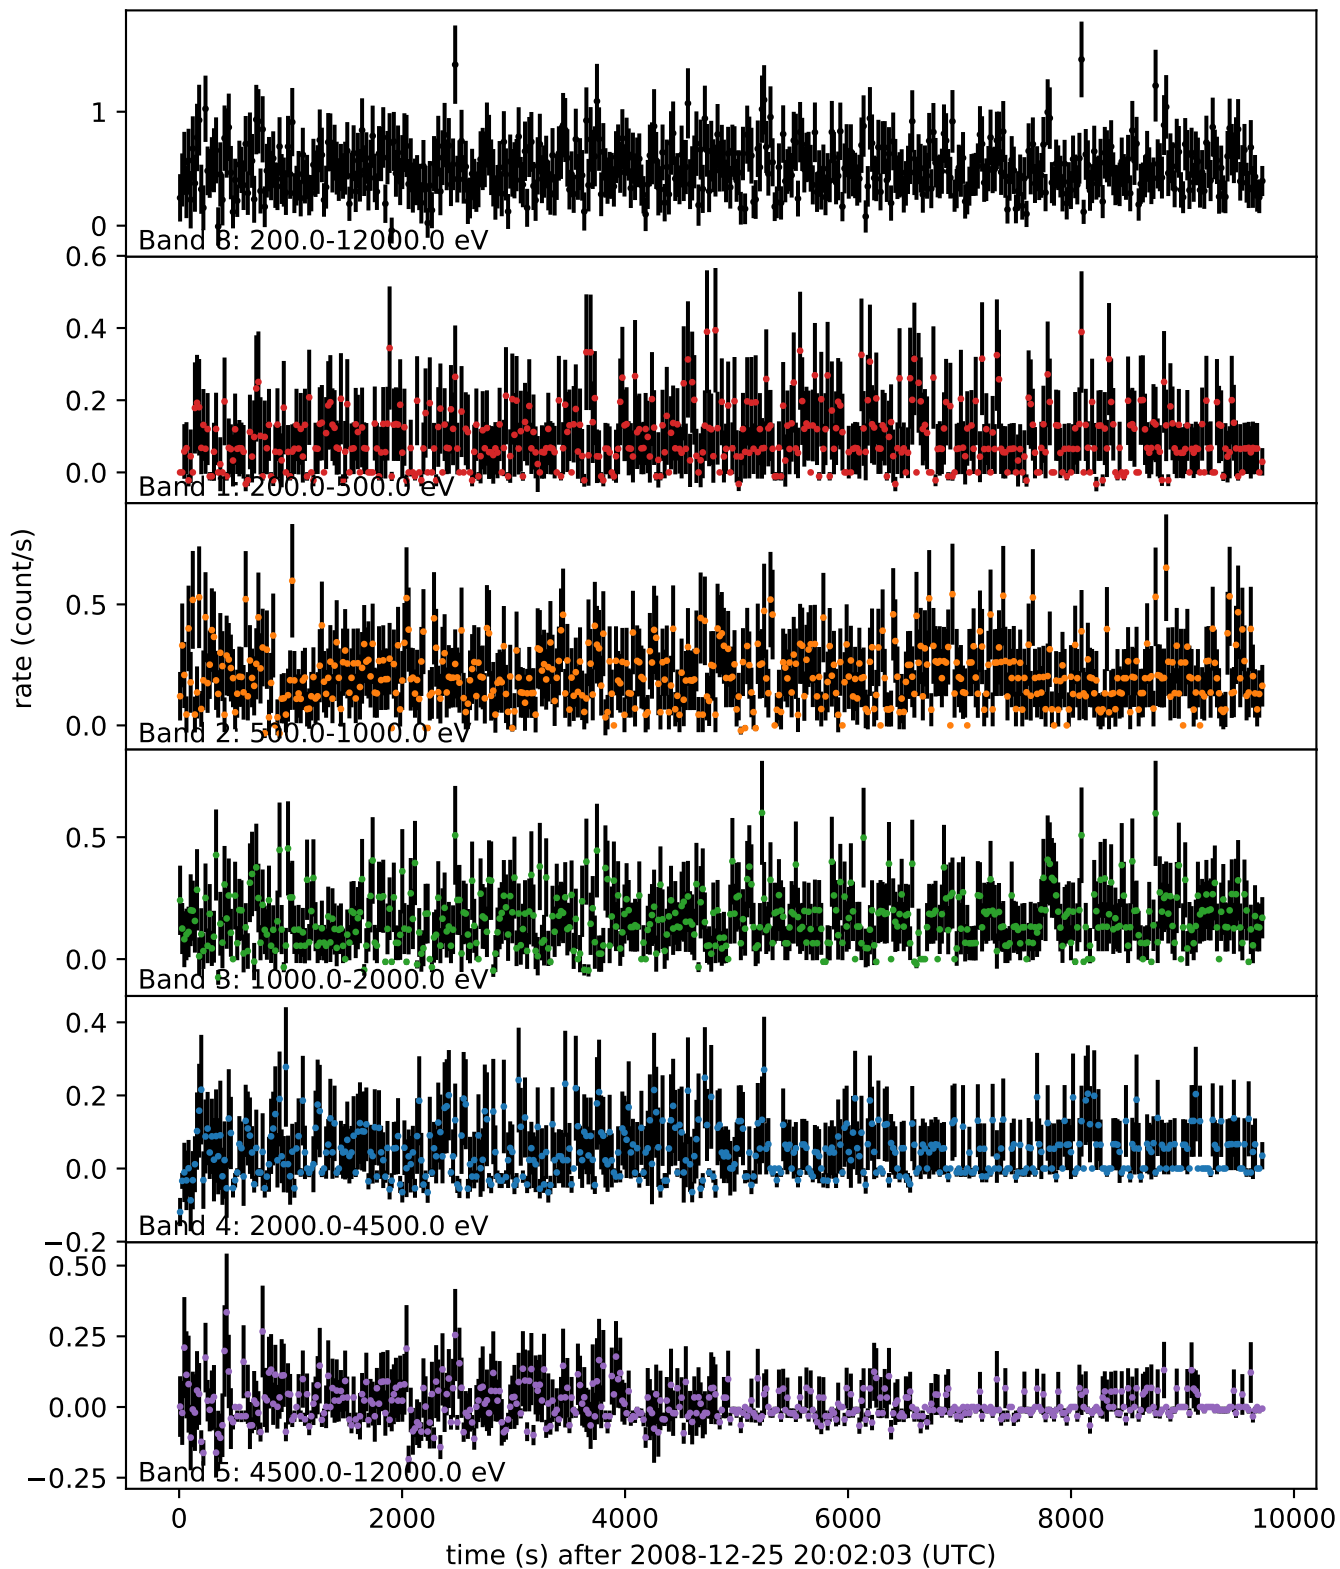 1
0
Band 8: 200.0-12000.0 eV
0.6
0.4
0.2
0.0
Band 1: 200.0-500.0 eV
rate (count/s)
0.5
0.0
Band 2: 500.0-1000.0 eV
0.5
0.0
Band 3: 1000.0-2000.0 eV
0.4
0.2
0.0
−0.2
Band 4: 2000.0-4500.0 eV
0.50
0.25
0.00
−0.25
Band 5: 4500.0-12000.0 eV
0 2000 4000 6000 8000 10000
time (s) after 2008-12-25 20:02:03 (UTC)